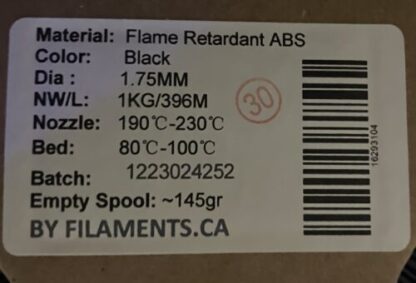 Material: Flame Retardant ABS
Color: Black
Dia : 1.75MM
NW/L: 1KG/396M
Nozzle: 190℃-230℃
Bed: 80℃-100℃
Batch: 1223024252
Empty Spool: ~145gr
BY FILAMENTS.CA
30
16293104